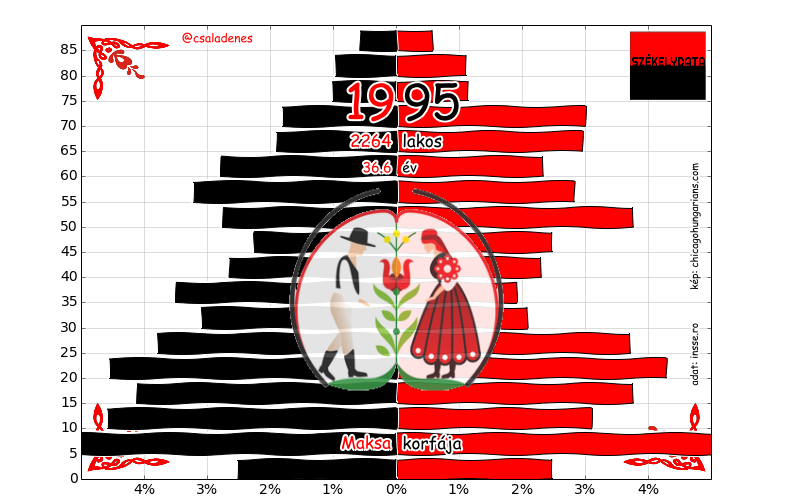 @csaladenes
SZÉKELYDATA
1995
2264 lakos
36.6 év
kép: chicagohungarians.com
adat: insse.ro
Maksa korfája
85
80
75
70
65
60
55
50
45
40
35
30
25
20
15
10
5
0
4% 3% 2% 1% 0% 1% 2% 3% 4%